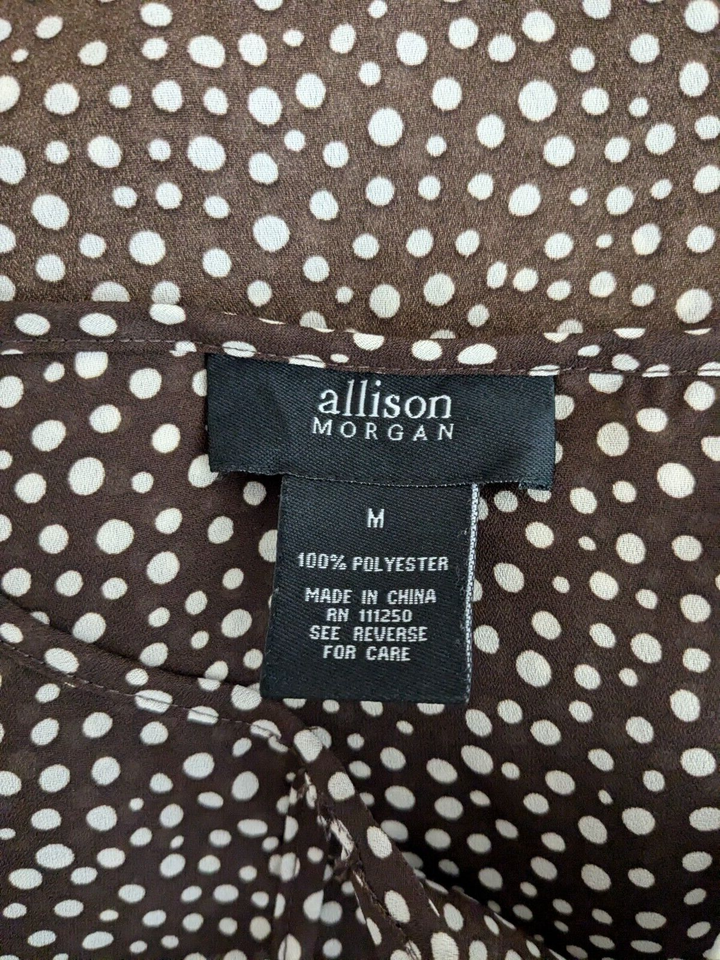 allison
MORGAN
M
100% POLYESTER
MADE IN CHINA
RN 111250
SEE REVERSE
FOR CARE